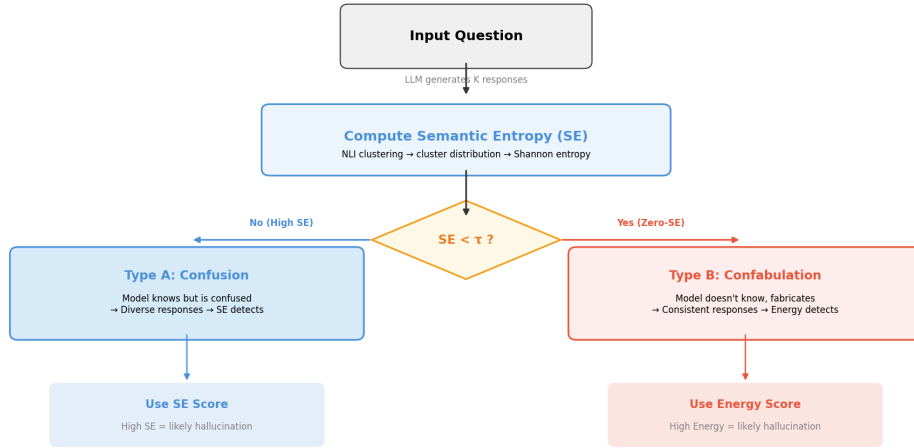 Input Question
LLM generates K responses
Compute Semantic Entropy (SE)
NLI clustering → cluster distribution → Shannon entropy
SE < τ ?
No (High SE)
Yes (Zero-SE)
Type A: Confusion
Model knows but is confused
→ Diverse responses → SE detects
Type B: Confabulation
Model doesn't know, fabricates
→ Consistent responses → Energy detects
Use SE Score
High SE = likely hallucination
Use Energy Score
High Energy = likely hallucination